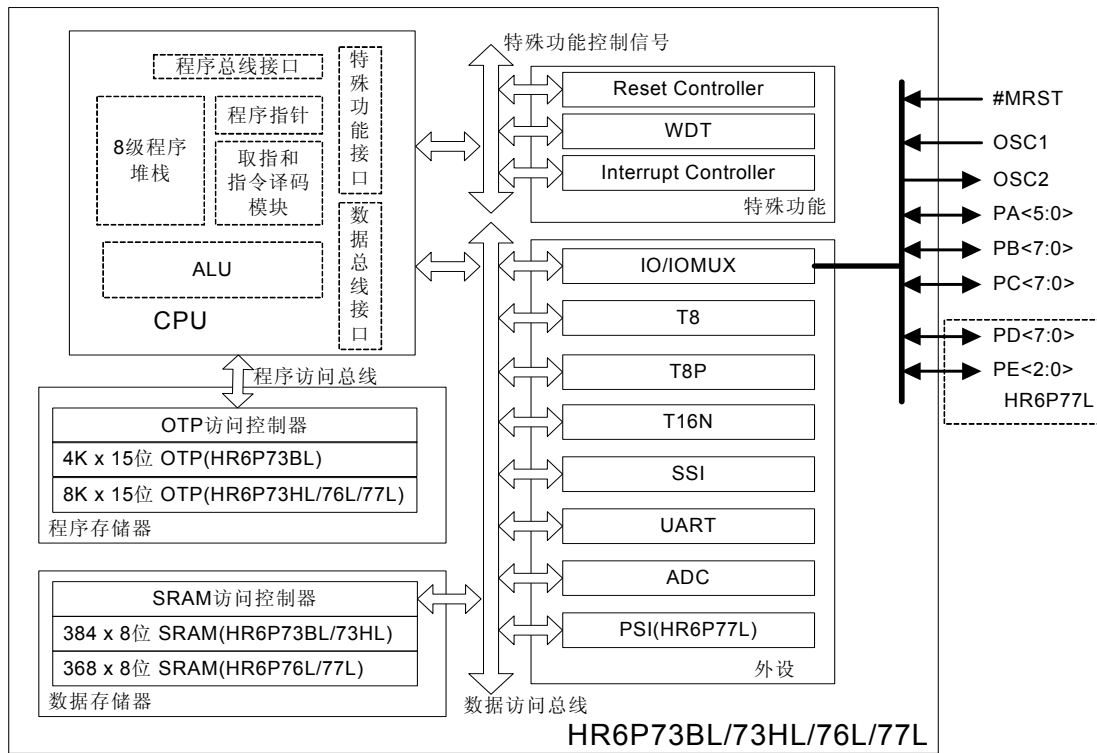 特殊功能控制信号
程序总线接口
特殊功能接口
8级程序
堆栈
程序指针
取指和
指令译码
模块
数据总线接口
ALU
CPU
程序访问总线
OTP访问控制器
4K x 15位 OTP(HR6P73BL)
8K x 15位 OTP(HR6P73HL/76L/77L)
程序存储器
SRAM访问控制器
384 x 8位 SRAM(HR6P73BL/73HL)
368 x 8位 SRAM(HR6P76L/77L)
数据存储器
数据访问总线
Reset Controller
WDT
Interrupt Controller
特殊功能
IO/IOMUX
T8
T8P
T16N
SSI
UART
ADC
PSI(HR6P77L)
外设
#MRST
OSC1
OSC2
PA<5:0>
PB<7:0>
PC<7:0>
PD<7:0>
PE<2:0>
HR6P77L
HR6P73BL/73HL/76L/77L